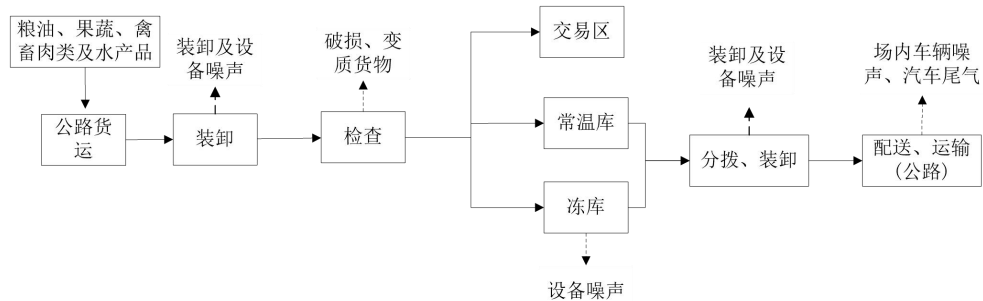 粮油、果蔬、禽
畜肉类及水产品
装卸及设
备噪声
破损、变
质货物
交易区
装卸及设
备噪声
场内车辆噪
声、汽车尾气
公路货
运
装卸
检查
常温库
分拨、装卸
配送、运输
（公路）
冻库
设备噪声